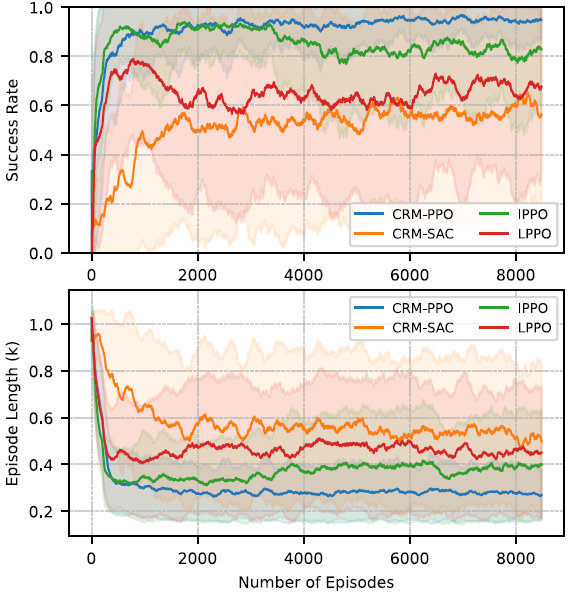 1.0
0.8
0.6
0.4
0.2
0.0
Success Rate
0 2000 4000 6000 8000
CRM-PPO IPPO
CRM-SAC LPPO
1.0
0.8
0.6
0.4
0.2
Episode Length (k)
CRM-PPO IPPO
CRM-SAC LPPO
0 2000 4000 6000 8000
Number of Episodes